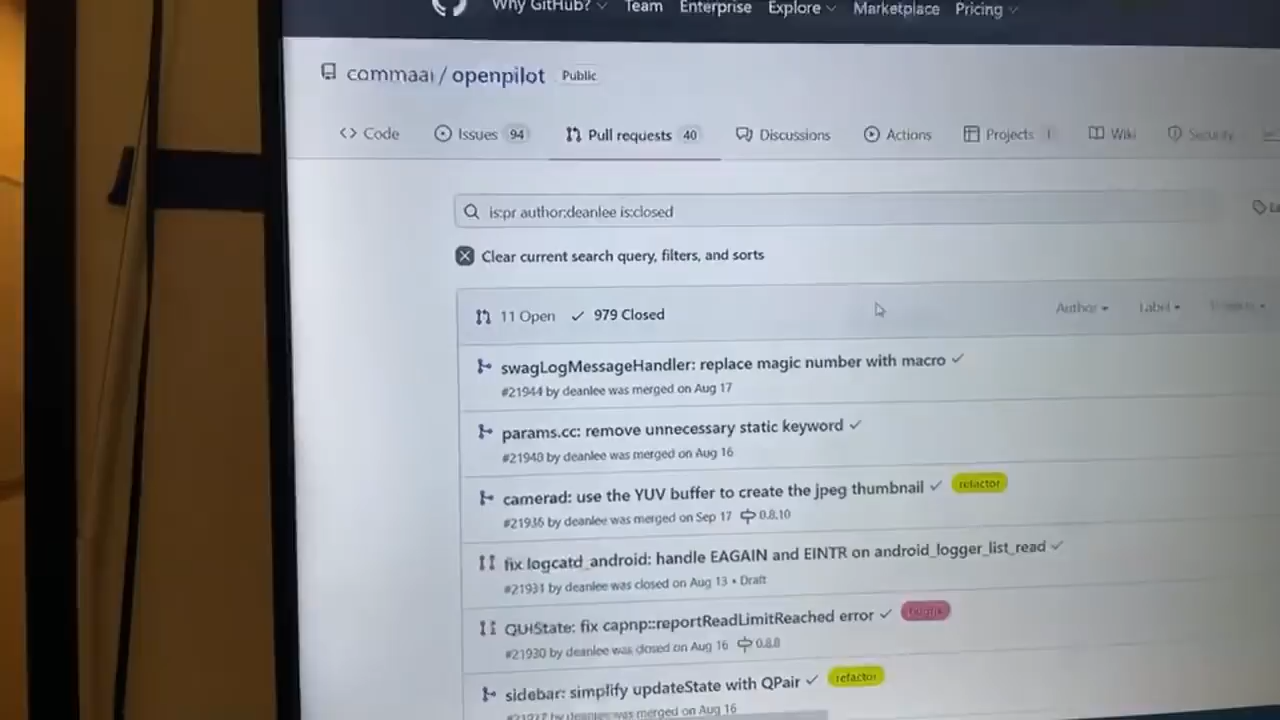 Why GitHub? Team Enterprise Explore Marketplace Pricing
commaai / openpilot Public
Code Issues 94 Pull requests 40 Discussions Actions Projects 1 Wiki Security
is:pr author:deanlee is:closed
Clear current search query, filters, and sorts
11 Open 979 Closed Author Label
swagLogMessageHandler: replace magic number with macro
#21944 by deanlee was merged on Aug 17
params.cc: remove unnecessary static keyword
#21940 by deanlee was merged on Aug 16
camerad: use the YUV buffer to create the jpeg thumbnail refactor
#21936 by deanlee was merged on Sep 17 0.8.10
fix logcatd_android: handle EAGAIN and EINTR on android_logger_list_read
#21931 by deanlee was closed on Aug 13 • Draft
QUIState: fix capnp::reportReadLimitReached error bugfix
#21930 by deanlee was closed on Aug 16 0.8.8
sidebar: simplify updateState with QPair refactor
by deanlee was merged on Aug 16